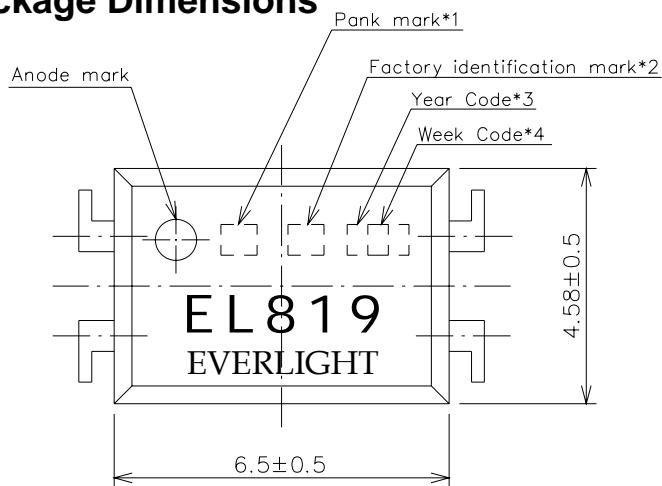 ckage Dimensions
Pank mark*1
Anode mark
Factory identification mark*2
Year Code*3
Week Code*4
EL819
EVERLIGHT
4.58±0.5
6.5±0.5